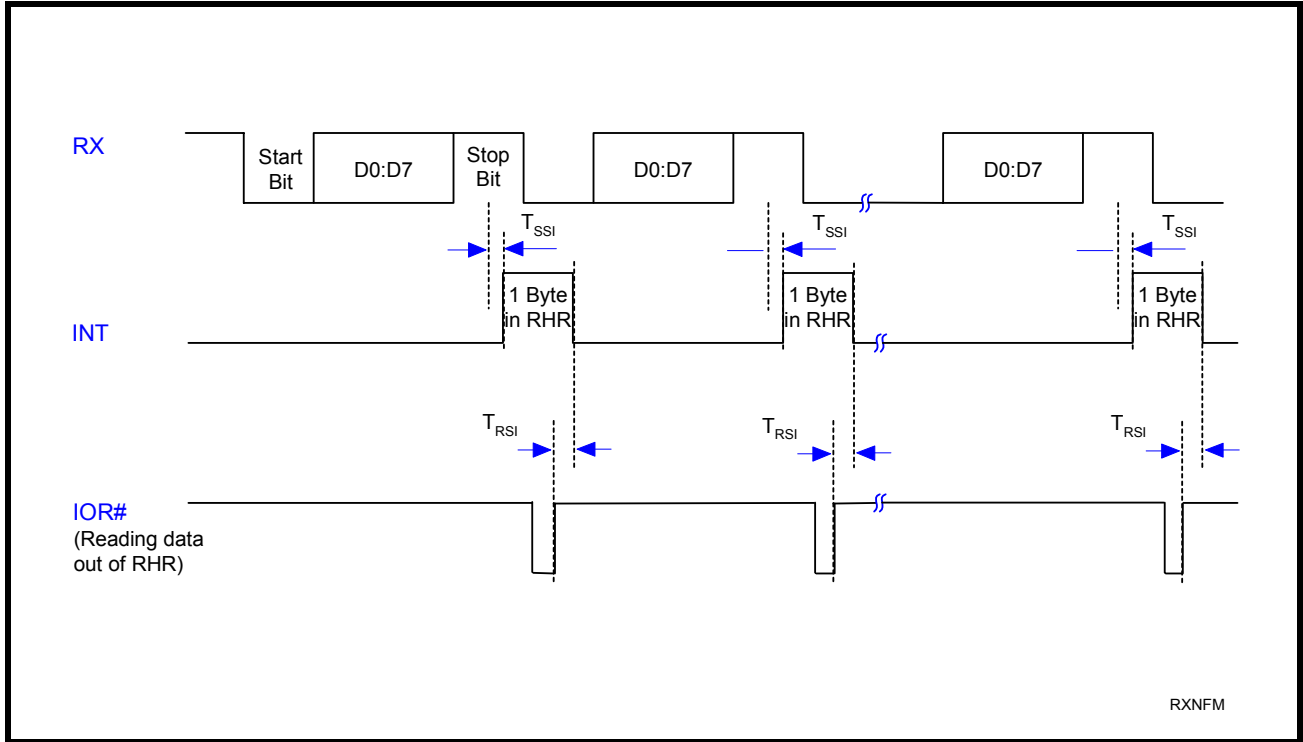 RX
Start
Bit
D0:D7
Stop
Bit
D0:D7
D0:D7
TSSI
TSSI
TSSI
INT
1 Byte
in RHR
1 Byte
in RHR
1 Byte
in RHR
TRSI
TRSI
TRSI
IOR#
(Reading data
out of RHR)
RXNFM